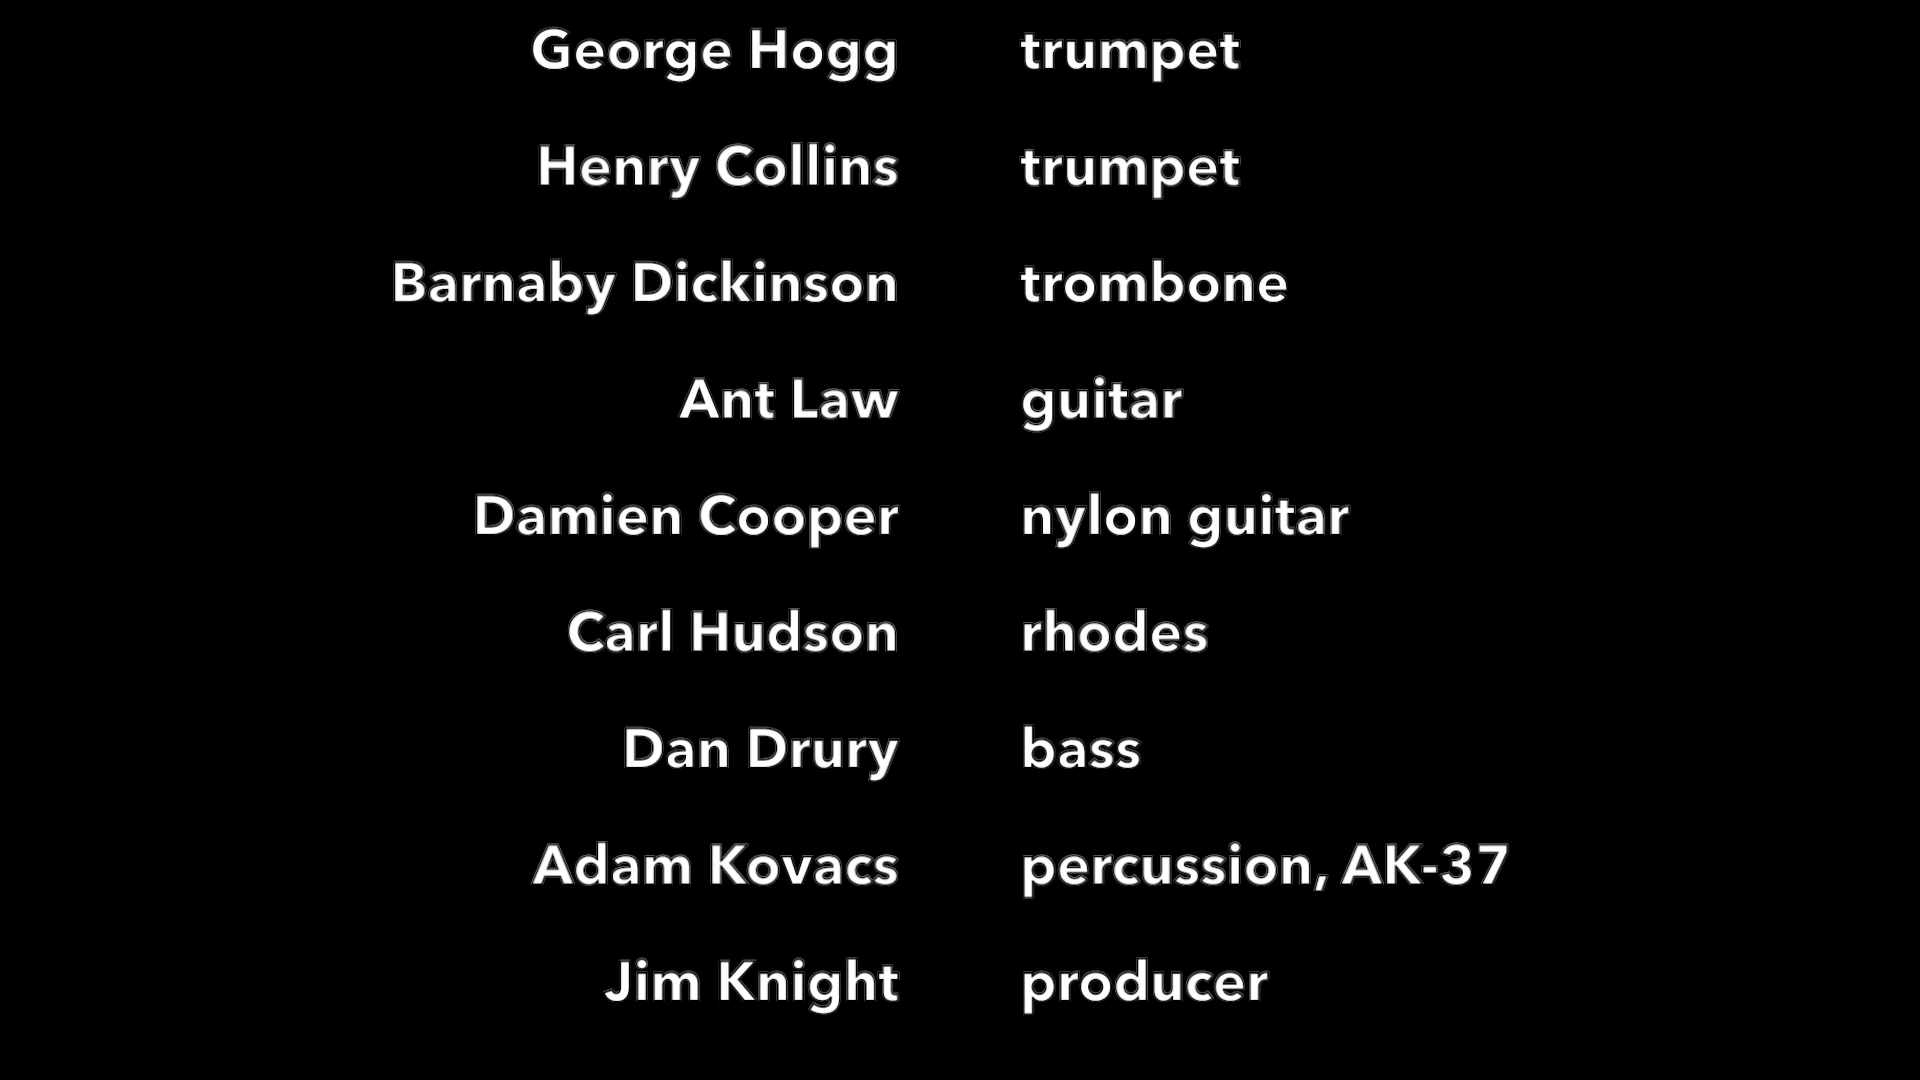 George Hogg trumpet
Henry Collins trumpet
Barnaby Dickinson trombone
Ant Law guitar
Damien Cooper nylon guitar
Carl Hudson rhodes
Dan Drury bass
Adam Kovacs percussion, AK-37
Jim Knight producer